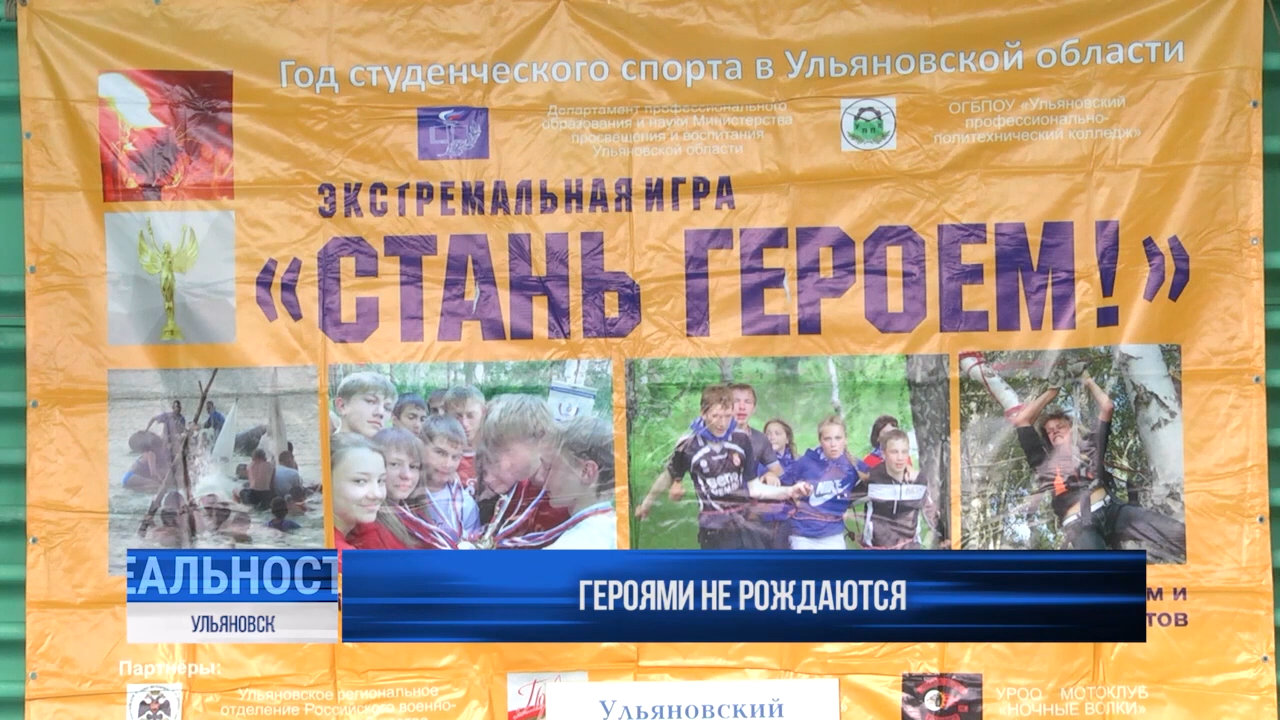 Год студенческого спорта в Ульяновской области
Департамент профессионального
образования и науки Министерства
просвещения и воспитания
Ульяновской области
ОГБПОУ «Ульяновский
профессионально-
политехнический колледж»
ЭКСТРЕМАЛЬНАЯ ИГРА
«СТАНЬ ГЕРОЕМ!»
ЕАЛЬНОСТ
УЛЬЯНОВСК
ГЕРОЯМИ НЕ РОЖДАЮТСЯ
м и
тов
Партнёры:
Ульяновское региональное
отделение Российского военно-
Ульяновский
УРОО МОТОКЛУБ
«НОЧНЫЕ ВОЛКИ»